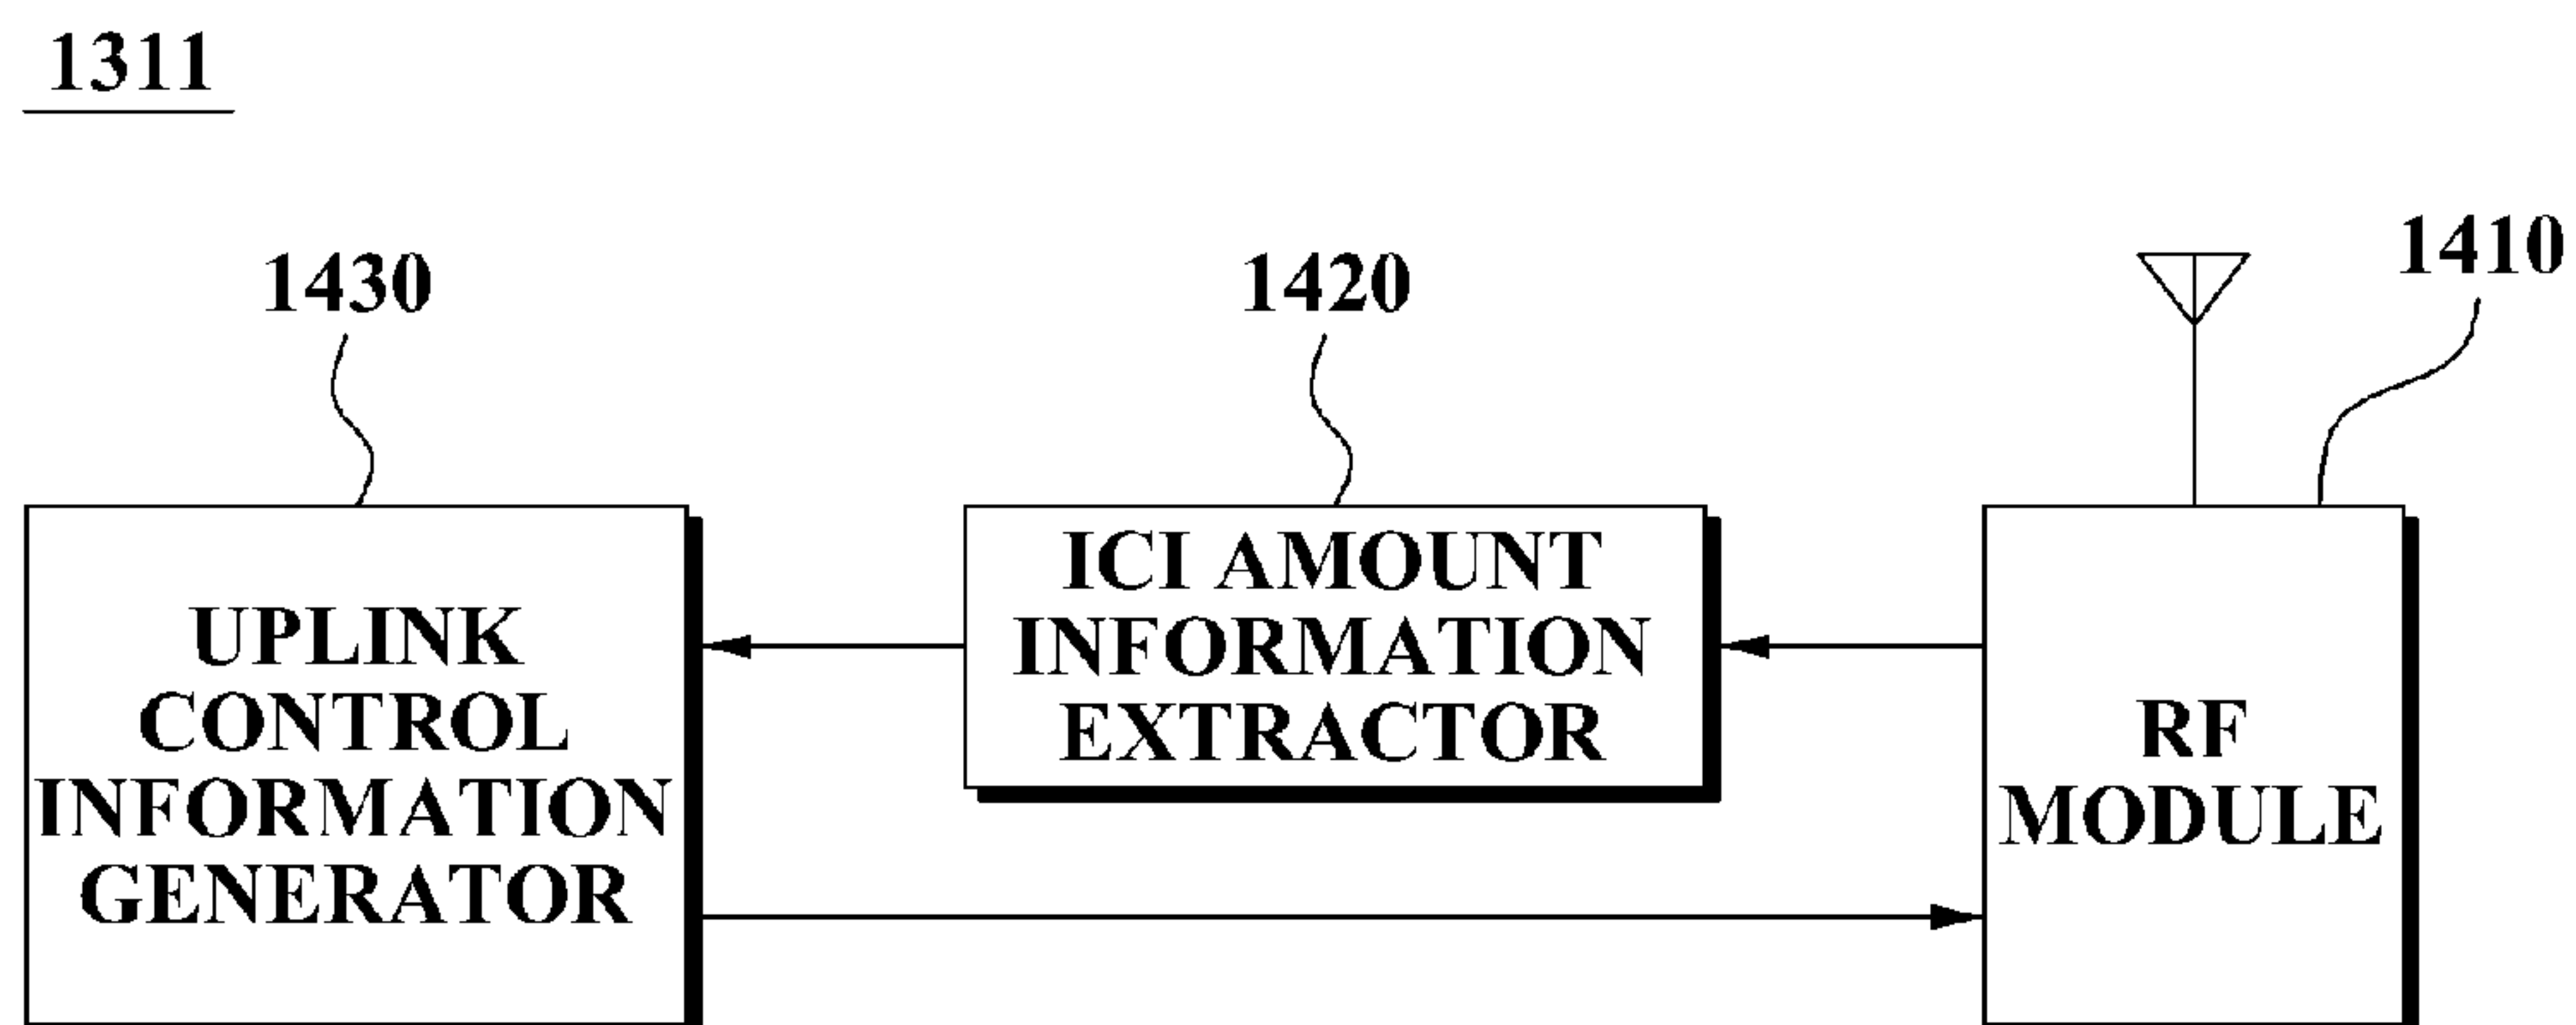 1311
1430
1420
1410
UPLINK
CONTROL
INFORMATION
GENERATOR
ICI AMOUNT
INFORMATION
EXTRACTOR
RF
MODULE